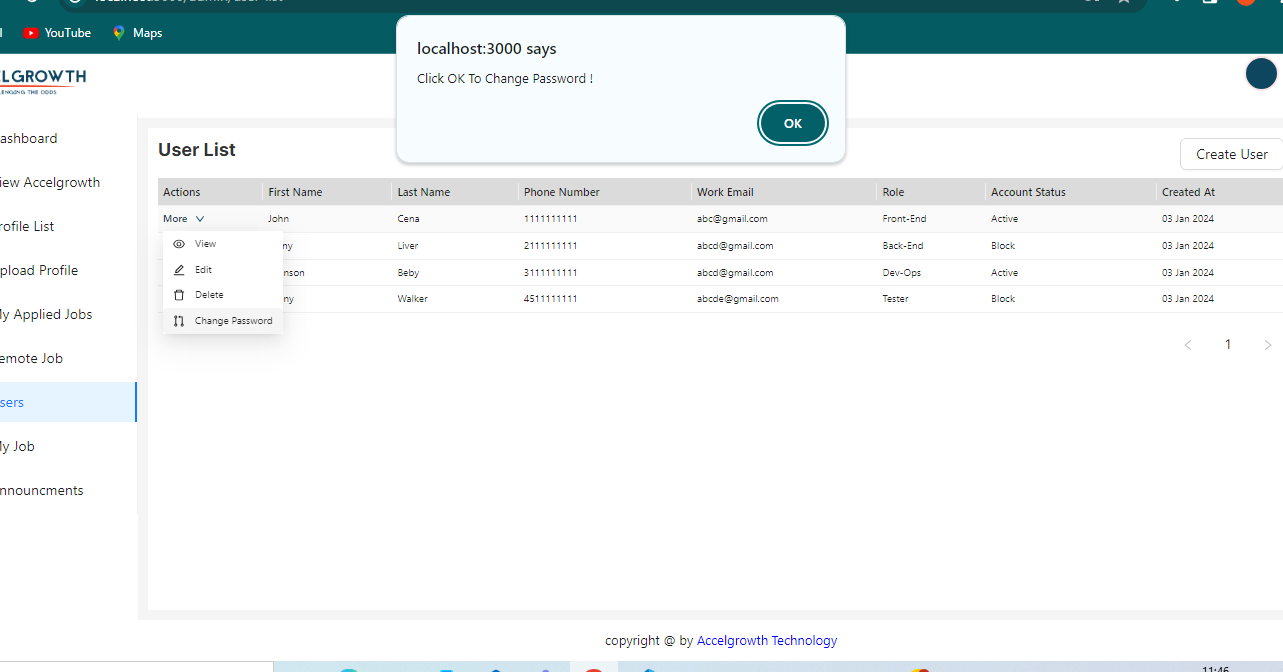 YouTube Maps
localhost:3000 says
Click OK To Change Password !
OK
LGROWTH
User List
Create User
Actions First Name Last Name Phone Number Work Email Role Account Status Created At
More John Cena 1111111111 abc@gmail.com Front-End Active 03 Jan 2024
ny Liver 2111111111 abcd@gmail.com Back-End Block 03 Jan 2024
nson Beby 3111111111 abcd@gmail.com Dev-Ops Active 03 Jan 2024
ny Walker 4511111111 abcde@gmail.com Tester Block 03 Jan 2024
View
Edit
Delete
Change Password
< 1 >
ashboard
iew Accelgrowth
rofile List
pload Profile
y Applied Jobs
emote Job
sers
y Job
nnouncments
copyright @ by Accelgrowth Technology
11:46